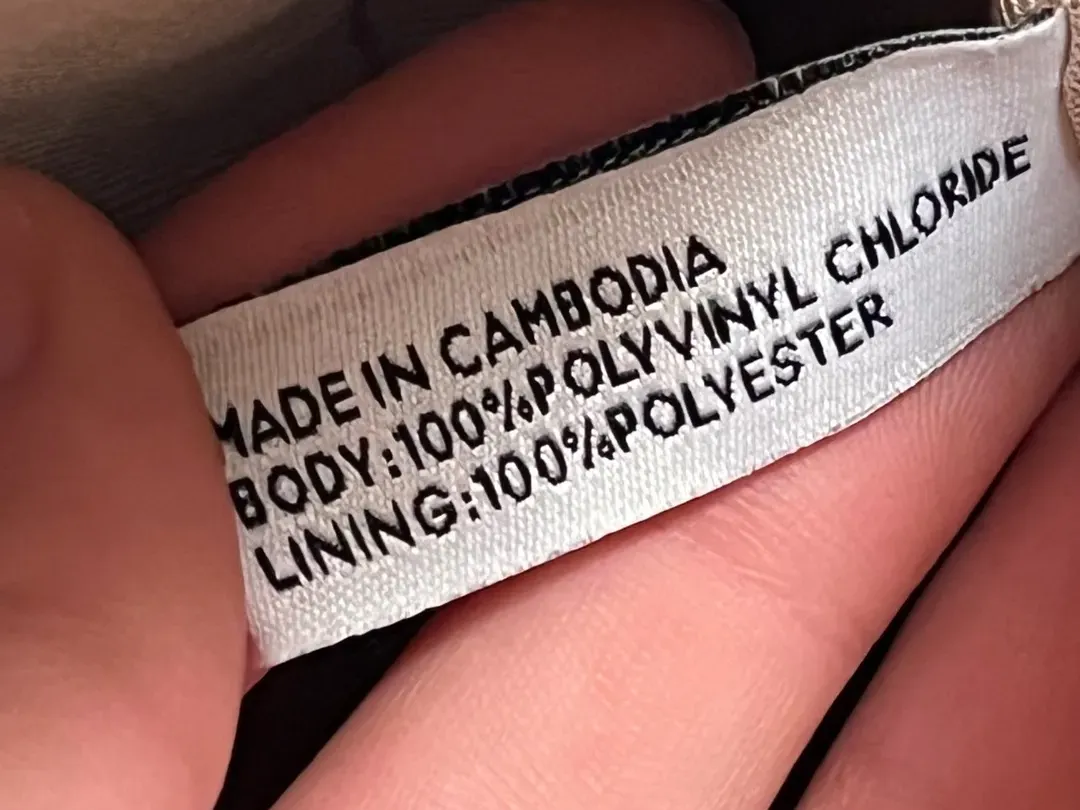 MADE IN CAMBODIA
BODY:100%POLYVINYL CHLORIDE
LINING:100%POLYESTER